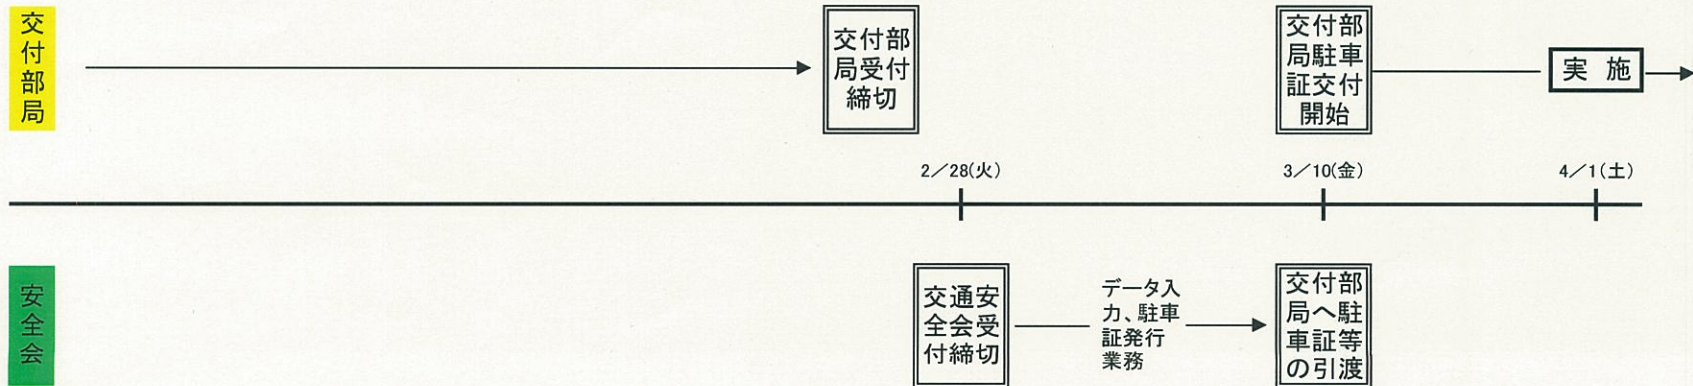 交付部局
交付部
局受付
締切
交付部
局駐車
証交付
開始
実 施
2／28(火)
3／10(金)
4／1(土)
安全会
交通安
全会受
付締切
データ入
力、駐車
証発行
業務
交付部
局へ駐
車証等
の引渡